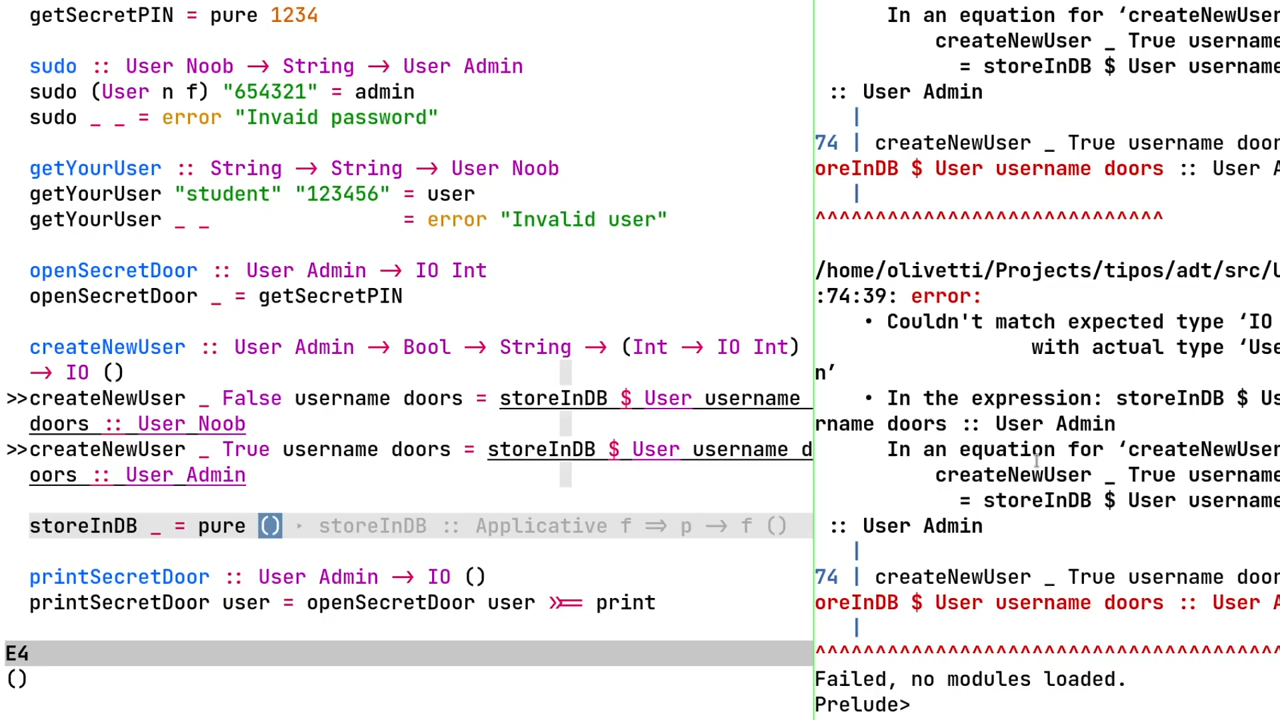 getSecretPIN = pure 1234
sudo :: User Noob -> String -> User Admin
sudo (User n f) "654321" = admin
sudo _ _ = error "Invaid password"
getYourUser :: String -> String -> User Noob
getYourUser "student" "123456" = user
getYourUser _ _ = error "Invalid user"
openSecretDoor :: User Admin -> IO Int
openSecretDoor _ = getSecretPIN
createNewUser :: User Admin -> Bool -> String -> (Int -> IO Int)
-> IO ()
>>createNewUser _ False username doors = storeInDB $ User username
doors :: User Noob
>>createNewUser _ True username doors = storeInDB $ User username d
oors :: User Admin
storeInDB _ = pure () ‣ storeInDB :: Applicative f => p -> f ()
printSecretDoor :: User Admin -> IO ()
printSecretDoor user = openSecretDoor user >>= print
E4
()
In an equation for ‘createNewUser
createNewUser _ True username
= storeInDB $ User username
:: User Admin
|
74 | createNewUser _ True username door
oreInDB $ User username doors :: User A
|
^^^^^^^^^^^^^^^^^^^^^^^^^^^^^
/home/olivetti/Projects/tipos/adt/src/U
:74:39: error:
• Couldn't match expected type ‘IO
with actual type ‘Use
n’
• In the expression: storeInDB $ Us
rname doors :: User Admin
In an equation for ‘createNewUser
createNewUser _ True username
= storeInDB $ User username
:: User Admin
|
74 | createNewUser _ True username door
oreInDB $ User username doors :: User A
|
^^^^^^^^^^^^^^^^^^^^^^^^^^^^^^^^^^^^^^^
Failed, no modules loaded.
Prelude>